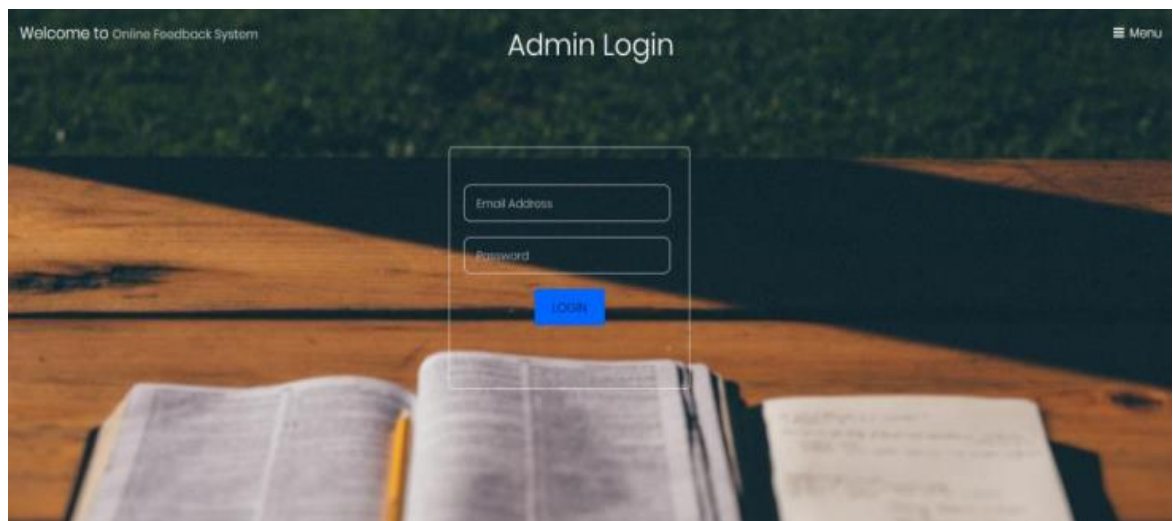 Welcome to Online Feedback System
Admin Login
Menu
Email Address
Password
LOGIN